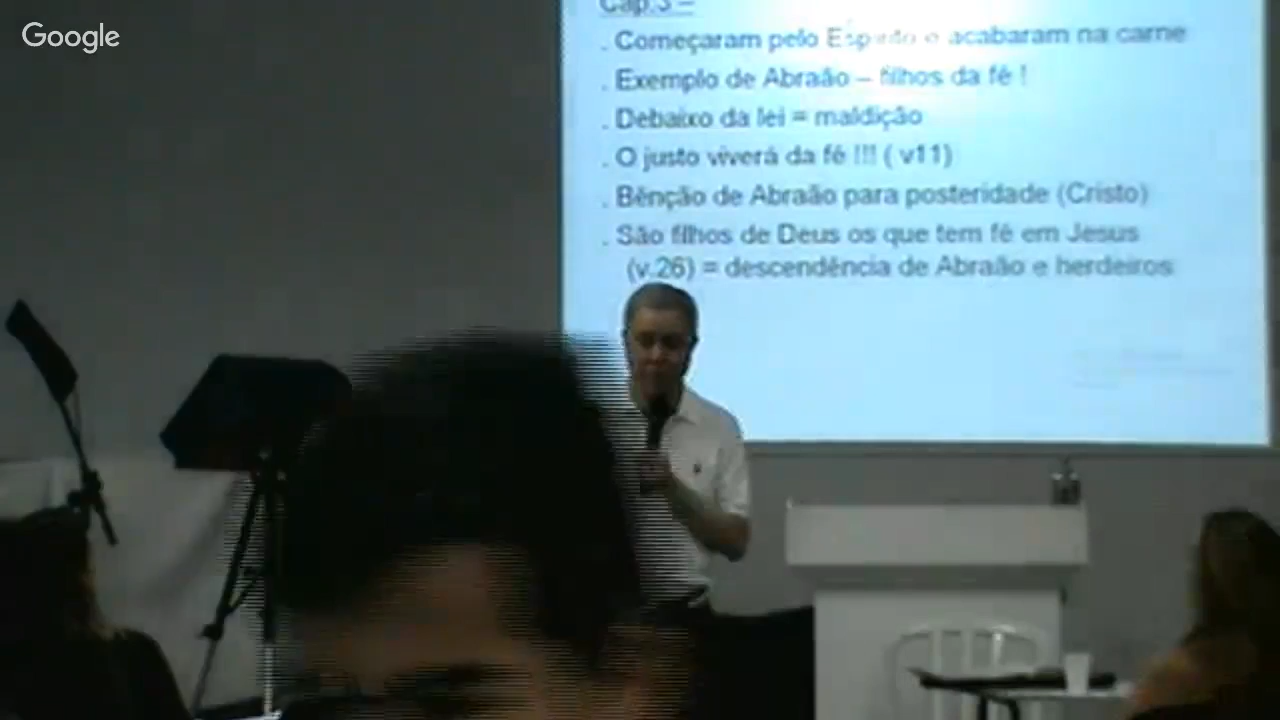 Google
Cap.3 –
. Começaram pelo Espírito e acabaram na carne
. Exemplo de Abraão – filhos da fé !
. Debaixo da lei = maldição
. O justo viverá da fé !!! ( v11)
. Bênção de Abraão para posteridade (Cristo)
. São filhos de Deus os que tem fé em Jesus
(v.26) = descendência de Abraão e herdeiros